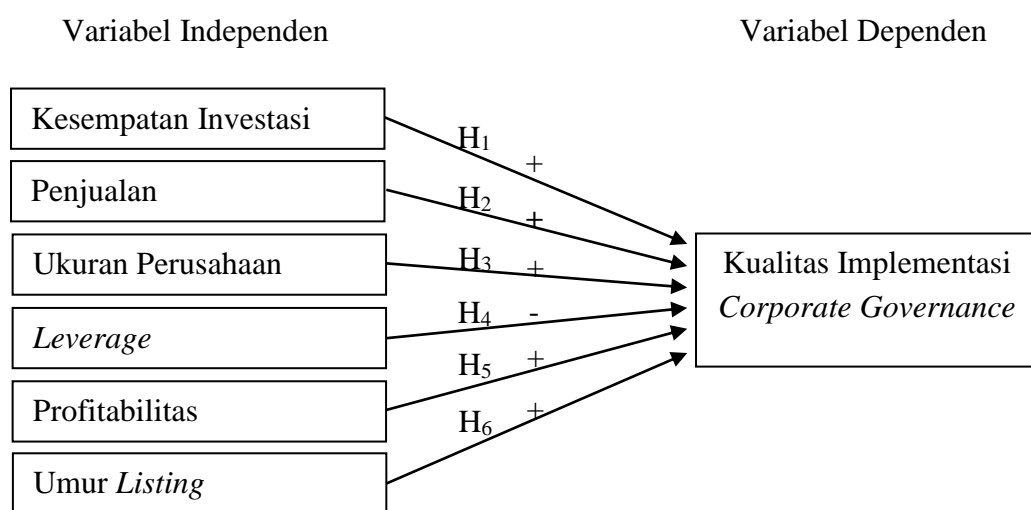 Variabel Independen
Variabel Dependen
Kesempatan Investasi
H1
+
Penjualan
H2
+
Ukuran Perusahaan
H3
+
Kualitas Implementasi
Corporate Governance
Leverage
H4
-
Profitabilitas
H5
+
Umur Listing
H6
+